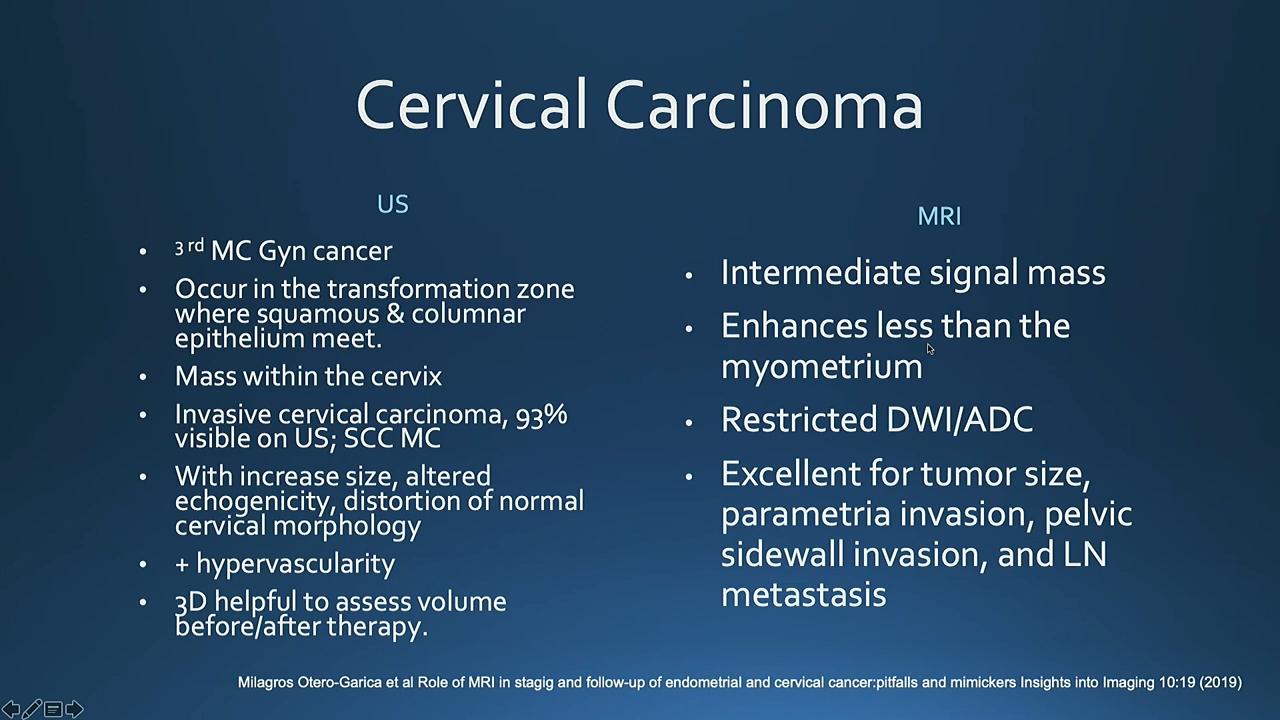 Cervical Carcinoma
US
• 3rd MC Gyn cancer
• Occur in the transformation zone
where squamous & columnar
epithelium meet.
• Mass within the cervix
• Invasive cervical carcinoma, 93%
visible on US; SCC MC
• With increase size, altered
echogenicity, distortion of normal
cervical morphology
• + hypervascularity
• 3D helpful to assess volume
before/after therapy.
MRI
• Intermediate signal mass
• Enhances less than the
myometrium
• Restricted DWI/ADC
• Excellent for tumor size,
parametria invasion, pelvic
sidewall invasion, and LN
metastasis
Milagros Otero-Garica et al Role of MRI in stagig and follow-up of endometrial and cervical cancer:pitfalls and mimickers Insights into Imaging 10:19 (2019)